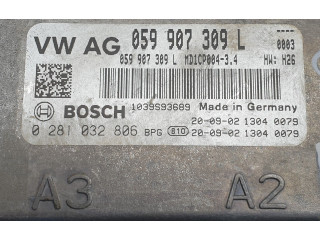 VW AG 059 907 309 L
0003
059 907 309 L MD1CP004-3.4 HW: H26
BOSCH 1039S93689 Made in Germany
20-09-02 1304 0079
0 281 032 806 BPG 810 20-09-02 1304 0079
A3 A2